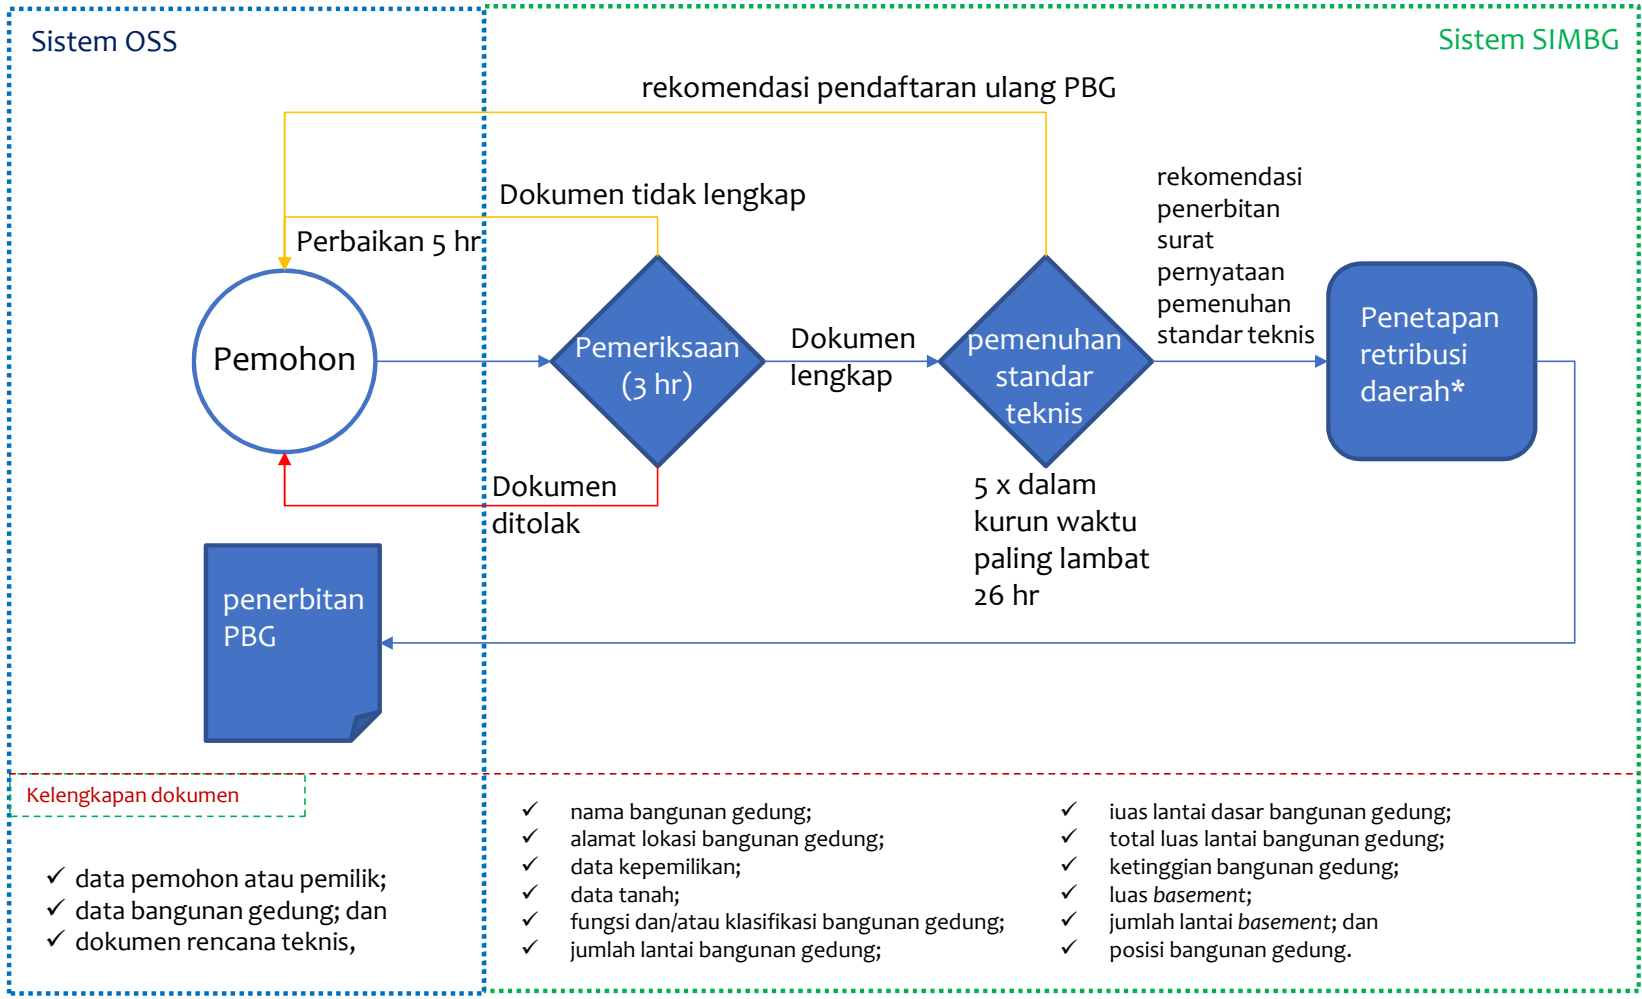 Sistem OSS
Sistem SIMBG
rekomendasi pendaftaran ulang PBG
Dokumen tidak lengkap
Perbaikan 5 hr
Pemohon
Pemeriksaan
(3 hr)
Dokumen
lengkap
pemenuhan
standar
teknis
rekomendasi
penerbitan
surat
pernyataan
pemenuhan
standar teknis
Penetapan
retribusi
daerah*
Dokumen
ditolak
5 x dalam
kurun waktu
paling lambat
26 hr
penerbitan
PBG
Kelengkapan dokumen
✓ data pemohon atau pemilik;
✓ data bangunan gedung; dan
✓ dokumen rencana teknis,
✓ nama bangunan gedung;
✓ alamat lokasi bangunan gedung;
✓ data kepemilikan;
✓ data tanah;
✓ fungsi dan/atau klasifikasi bangunan gedung;
✓ jumlah lantai bangunan gedung;
✓ iuas lantai dasar bangunan gedung;
✓ total luas lantai bangunan gedung;
✓ ketinggian bangunan gedung;
✓ luas basement;
✓ jumlah lantai basement; dan
✓ posisi bangunan gedung.